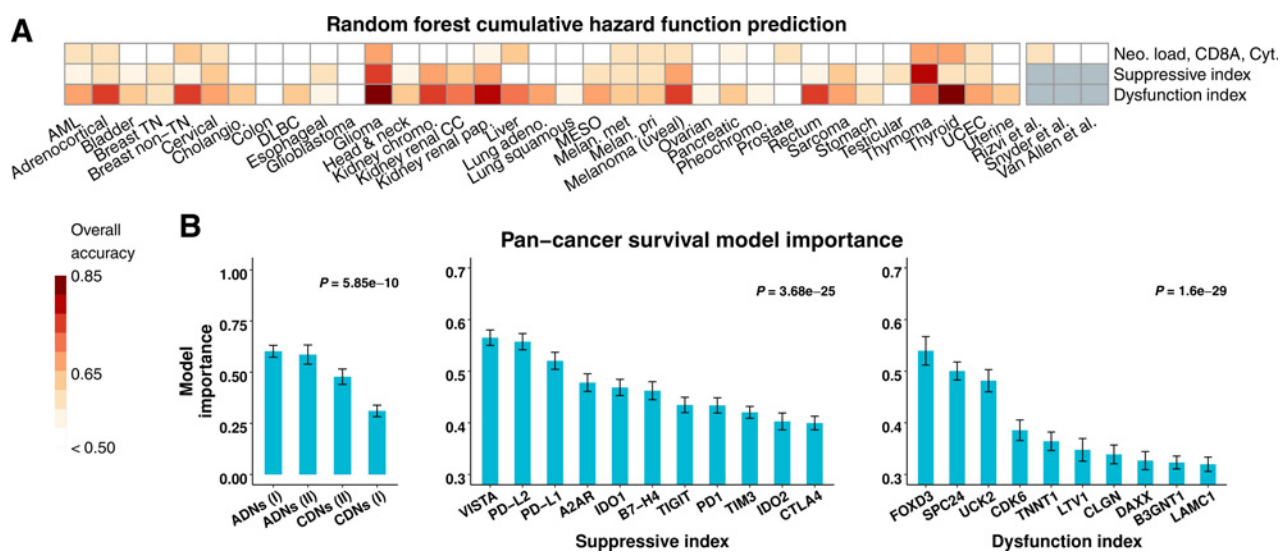 A
Random forest cumulative hazard function prediction
Neo. load, CD8A, Cyt.
Suppressive index
Dysfunction index
AML
Adrenocortical
Bladder
Breast TN
Breast non−TN
Cervical
Cholangio.
Colon
DLBC
Esophageal
Glioblastoma
Glioma
Head & neck
Kidney chromo.
Kidney renal CC
Kidney renal pap.
Liver
Lung adeno.
Lung squamous
MESO
Melan, met
Melan, pri
Melanoma (uveal)
Ovarian
Pancreatic
Pheochromo.
Prostate
Rectum
Sarcoma
Stomach
Testicular
Thymoma
Thyroid
UCEC
Uterine
Rizvi et al.
Snyder et al.
Van Allen et al.
Overall
accuracy
0.85
0.65
< 0.50
B
Pan−cancer survival model importance
Model
importance
1.00
0.75
0.50
0.25
0.00
P = 5.85e−10
ADNs (I)
ADNs (II)
CDNs (II)
CDNs (I)
0.7
0.6
0.5
0.4
0.3
P = 3.68e−25
VISTA
PD−L2
PD−L1
A2AR
IDO1
B7−H4
TIGIT
PD1
TIM3
IDO2
CTLA4
Suppressive index
0.7
0.6
0.5
0.4
0.3
P = 1.6e−29
FOXD3
SPC24
UCK2
CDK6
TNNT1
LTV1
CLGN
DAXX
B3GNT1
LAMC1
Dysfunction index